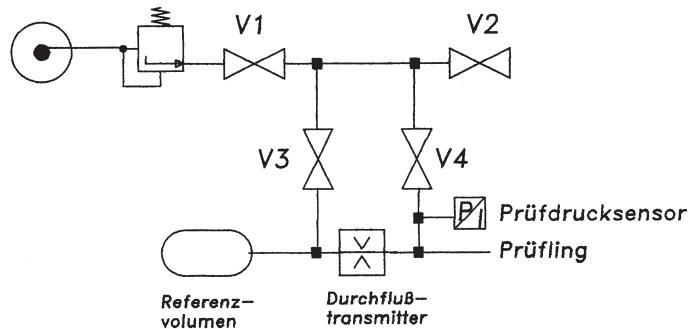 V1
V2
V3
V4
P/I
Prüfdrucksensor
Prüfling
Referenz-
volumen
Durchfluß-
transmitter